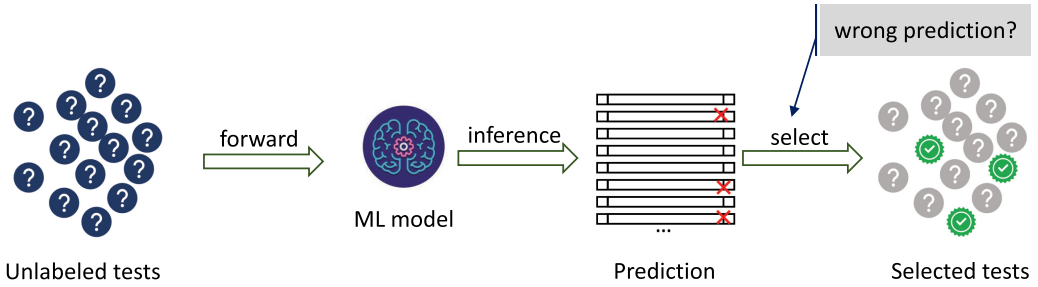 wrong prediction?
forward
inference
select
ML model
...
Unlabeled tests
Prediction
Selected tests